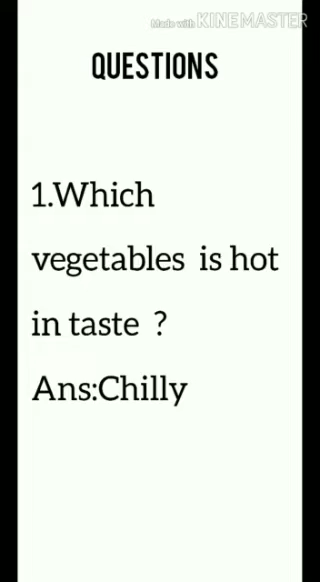 Made with KINEMASTER
QUESTIONS
1.Which
vegetables is hot
in taste ?
Ans:Chilly